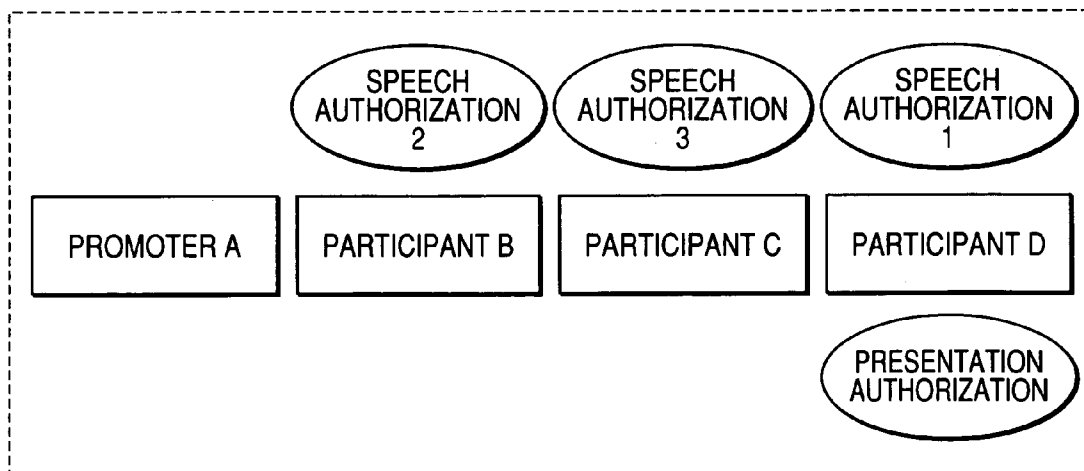 SPEECH
AUTHORIZATION
2
SPEECH
AUTHORIZATION
3
SPEECH
AUTHORIZATION
1
PROMOTER A
PARTICIPANT B
PARTICIPANT C
PARTICIPANT D
PRESENTATION
AUTHORIZATION